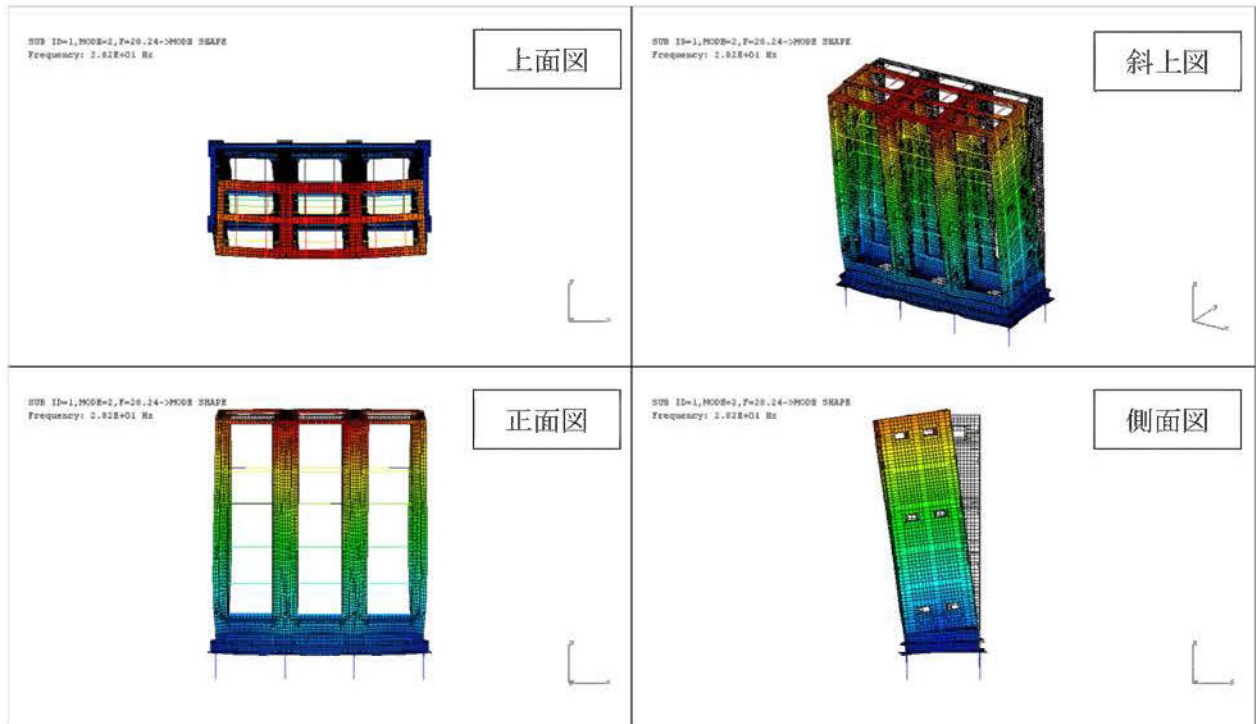 SUB ID=1,MODE=2,F=28.24->MODE SHAPE
Frequency: 2.82E+01 Hz
上面図
SUB ID=1,MODE=2,F=28.24->MODE SHAPE
Frequency: 2.82E+01 Hz
斜上図
SUB ID=1,MODE=2,F=28.24->MODE SHAPE
Frequency: 2.82E+01 Hz
正面図
SUB ID=1,MODE=2,F=28.24->MODE SHAPE
Frequency: 2.82E+01 Hz
側面図